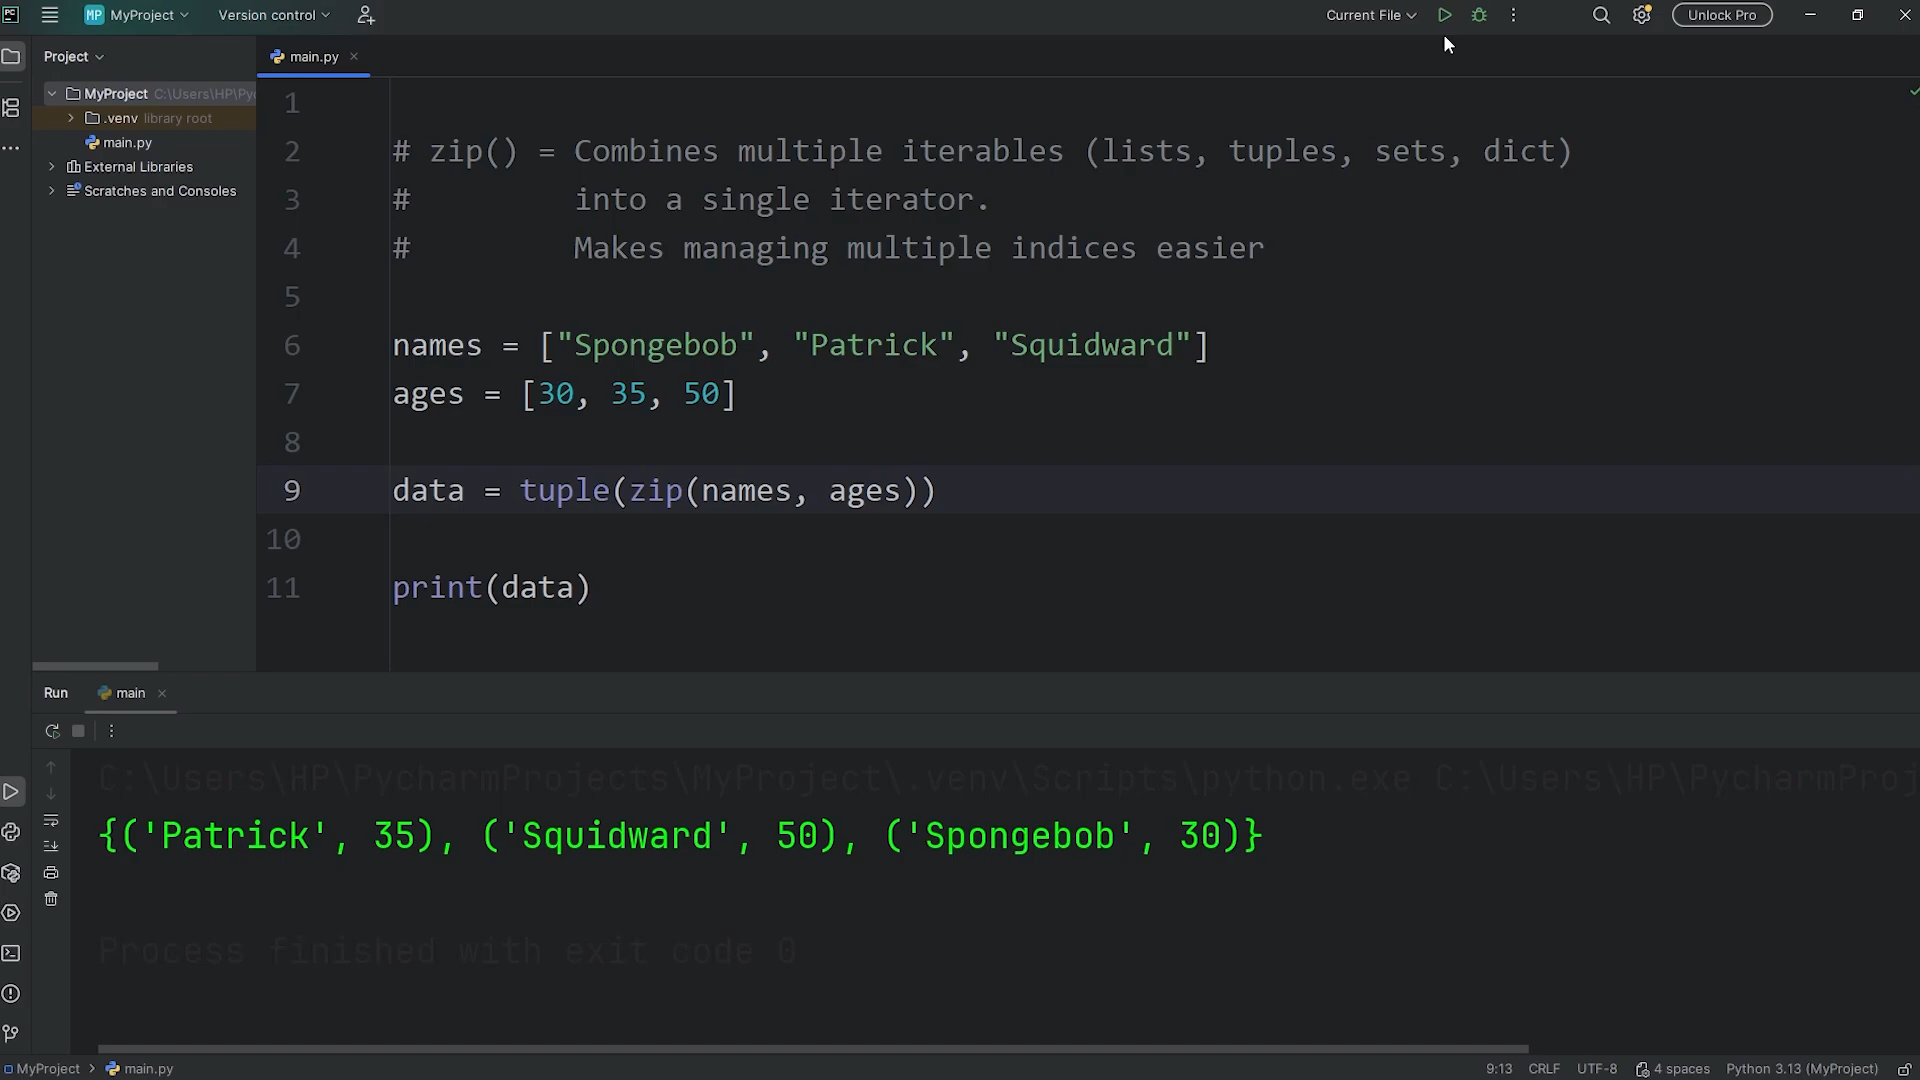 PC MP MyProject Version control Current File Unlock Pro
Project main.py
MyProject C:\Users\HP\Pyc
.venv library root
main.py
External Libraries
Scratches and Consoles
1
2 # zip() = Combines multiple iterables (lists, tuples, sets, dict)
3 # into a single iterator.
4 # Makes managing multiple indices easier
5
6 names = ["Spongebob", "Patrick", "Squidward"]
7 ages = [30, 35, 50]
8
9 data = tuple(zip(names, ages))
10
11 print(data)
Run main
C:\Users\HP\PycharmProjects\MyProject\.venv\Scripts\python.exe C:\Users\HP\PycharmProj
{('Patrick', 35), ('Squidward', 50), ('Spongebob', 30)}
Process finished with exit code 0
MyProject main.py 9:13 CRLF UTF-8 4 spaces Python 3.13 (MyProject)